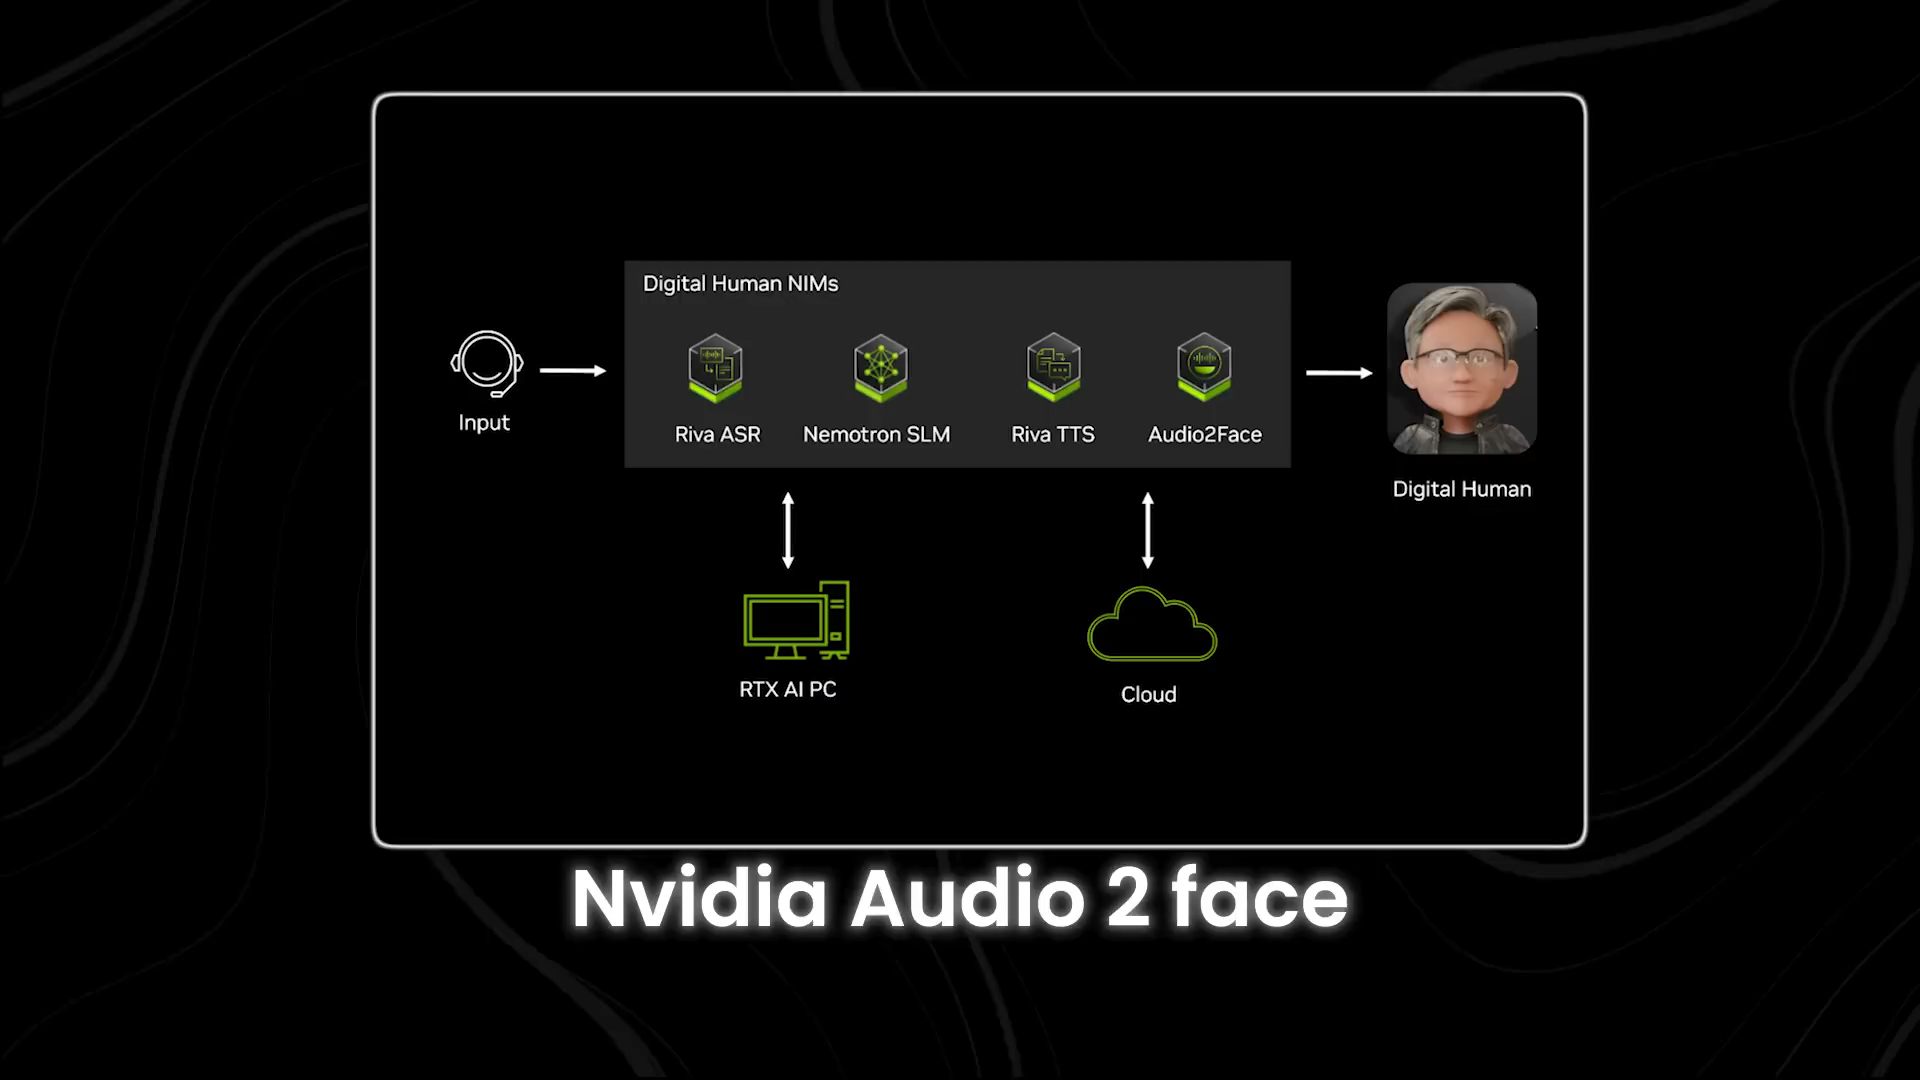 Digital Human NIMs
Input
Riva ASR
Nemotron SLM
Riva TTS
Audio2Face
Digital Human
RTX AI PC
Cloud
Nvidia Audio 2 face